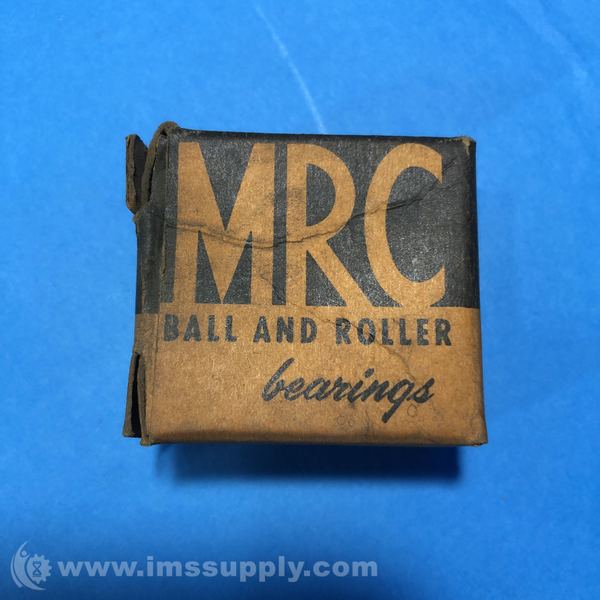 MRC
BALL AND ROLLER
bearings
www.imssupply.com